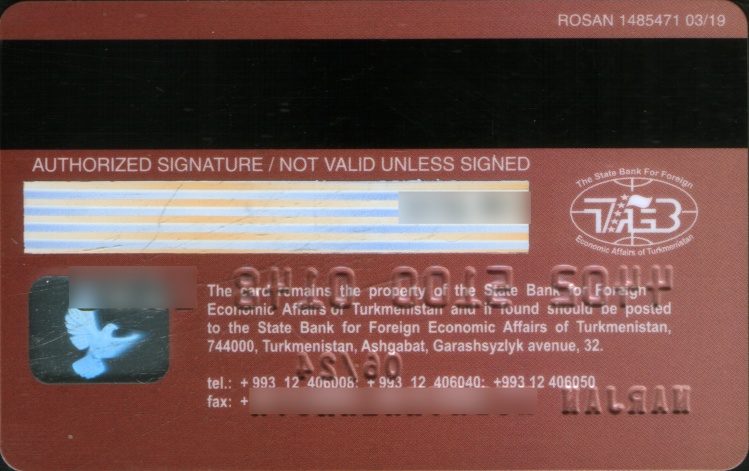 ROSAN 1485471 03/19
AUTHORIZED SIGNATURE / NOT VALID UNLESS SIGNED
The State Bank For Foreign
Economic Affairs of Turkmenistan
The card remains the property of the State Bank for Foreign
Economic Affairs of Turkmenistan and if found should be posted
to the State Bank for Foreign Economic Affairs of Turkmenistan,
744000, Turkmenistan, Ashgabat, Garashsyzlyk avenue, 32.
tel.: + 993 12 406008; + 993 12 406040; +993 12 406050
fax: +